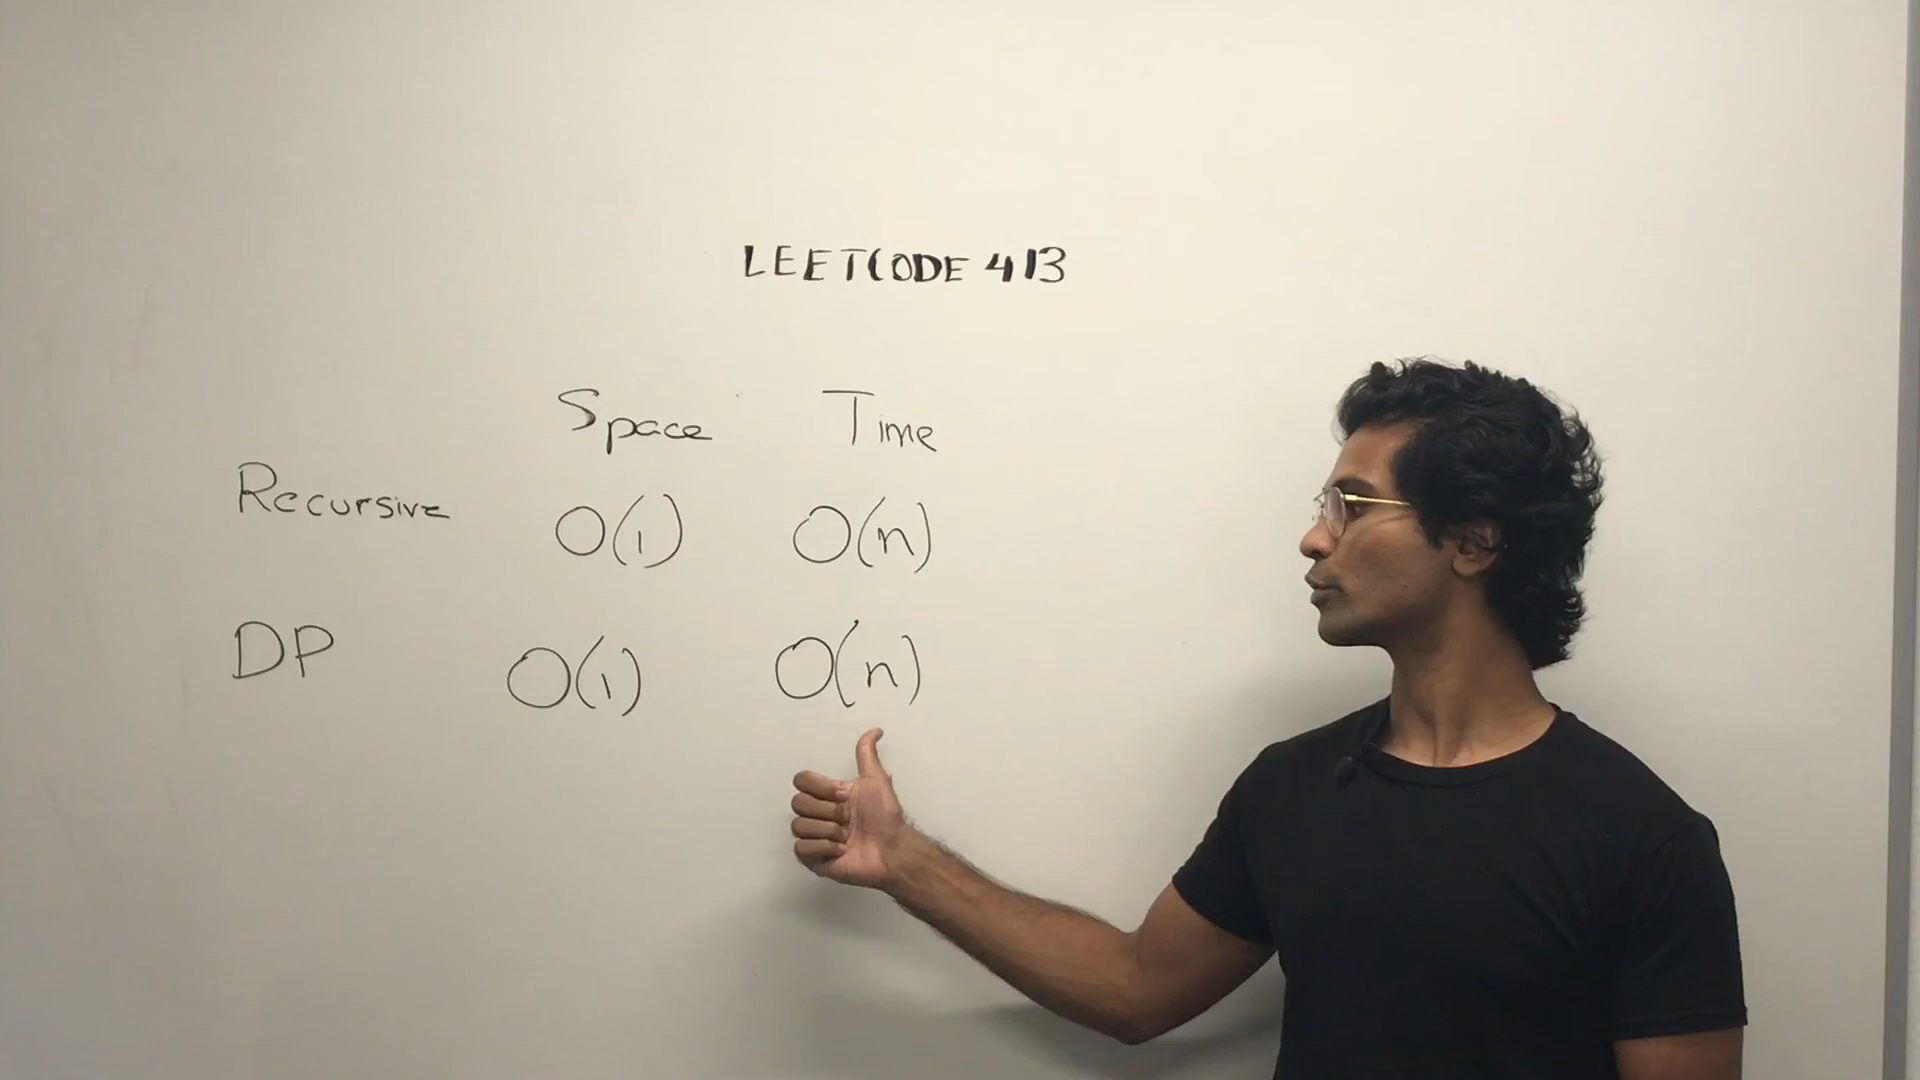 LEETCODE 413
Space Time
Recursive O(1) O(n)
DP O(1) O(n)